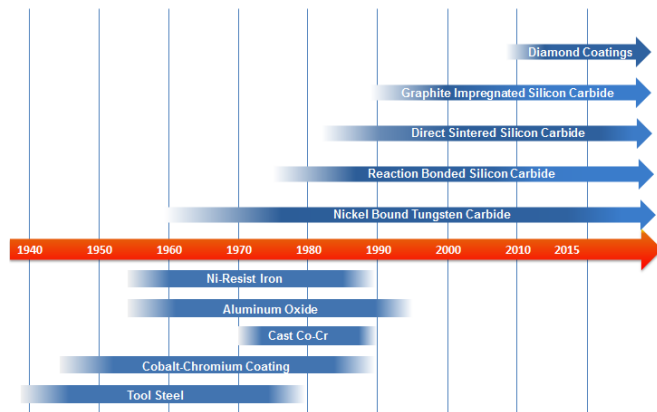 Diamond Coatings
Graphite Impregnated Silicon Carbide
Direct Sintered Silicon Carbide
Reaction Bonded Silicon Carbide
Nickel Bound Tungsten Carbide
1940 1950 1960 1970 1980 1990 2000 2010 2015
Ni-Resist Iron
Aluminum Oxide
Cast Co-Cr
Cobalt-Chromium Coating
Tool Steel